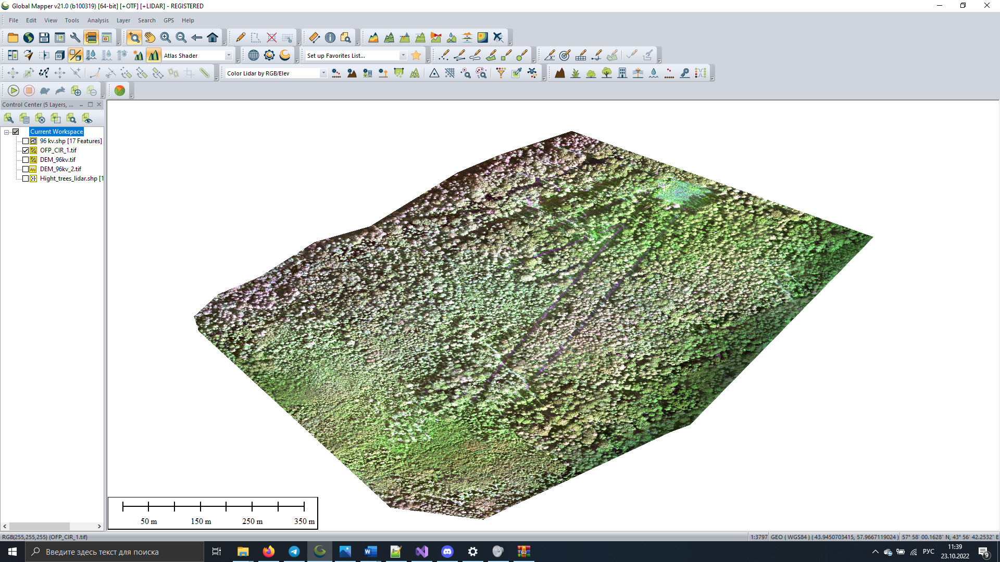 Global Mapper v21.0 (b100319) [64-bit] [+OTF] [+LIDAR] - REGISTERED
File Edit View Tools Analysis Layer Search GPS Help
Atlas Shader
Set up Favorites List...
Color Lidar by RGB/Elev
Control Center (5 Layers, ...
Current Workspace
96 kv.shp [17 Features]
OFP_CIR_1.tif
DEM_96kv.tif
DEM_96kv_2.tif
Hight_trees_lidar.shp [1
50 m 150 m 250 m 350 m
RGB(255,255,255) (OFP_CIR_1.tif)
1:3797 GEO ( WGS84 ) ( 43.9450703415, 57.9667119024 ) 57° 58' 00.1628" N, 43° 56' 42.2532" E
Введите здесь текст для поиска
РУС
11:39
23.10.2022
9